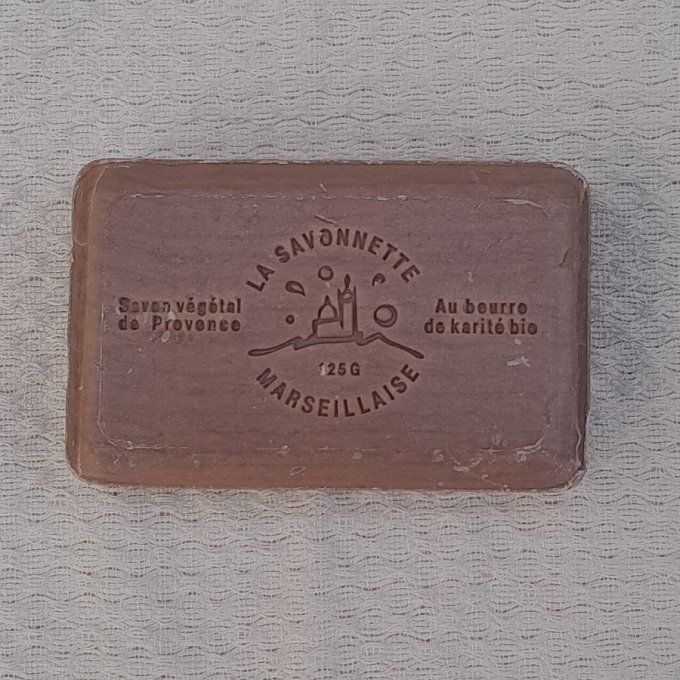 LA SAVONNETTE
Savon végétal
de Provence
Au beurre
de karité bio
125G
MARSEILLAISE